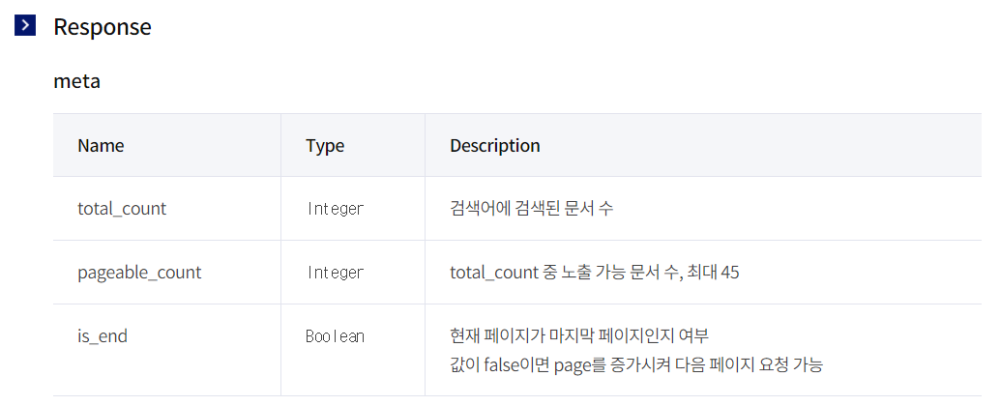 Response
meta
Name Type Description
total_count Integer 검색어에 검색된 문서 수
pageable_count Integer total_count 중 노출 가능 문서 수, 최대 45
is_end Boolean 현재 페이지가 마지막 페이지인지 여부
값이 false이면 page를 증가시켜 다음 페이지 요청 가능